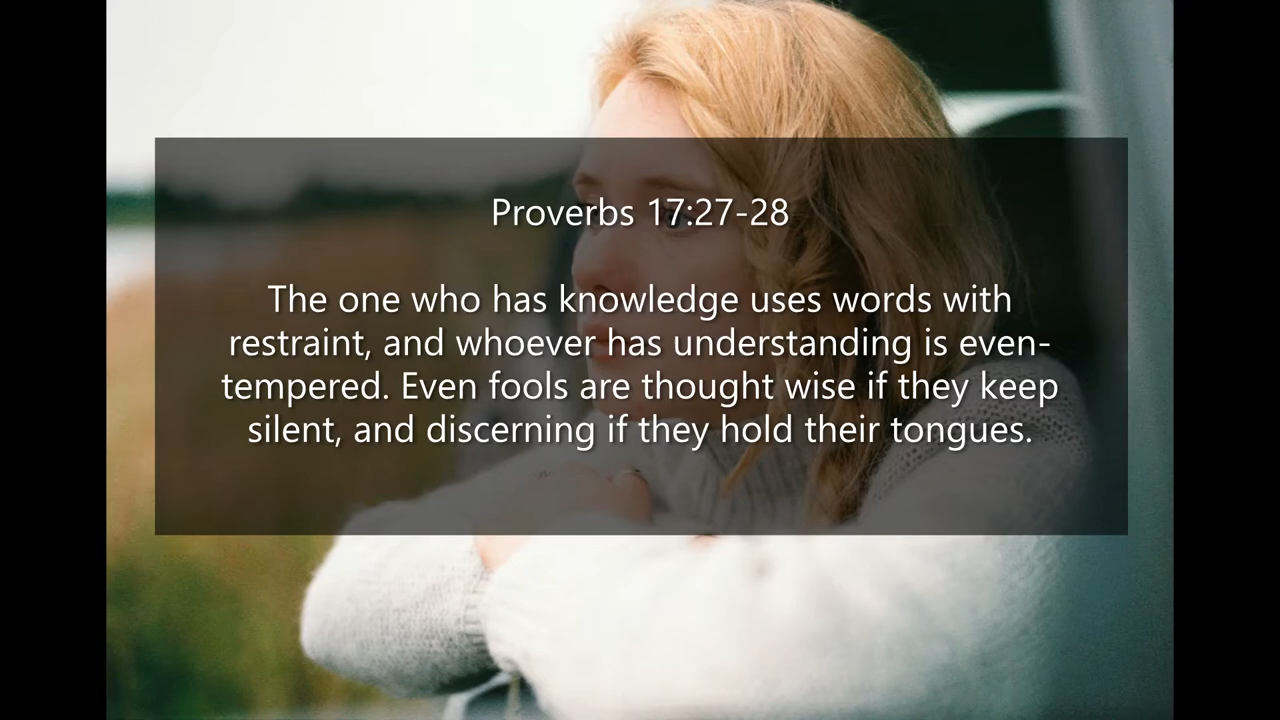 Proverbs 17:27-28
The one who has knowledge uses words with
restraint, and whoever has understanding is even-
tempered. Even fools are thought wise if they keep
silent, and discerning if they hold their tongues.